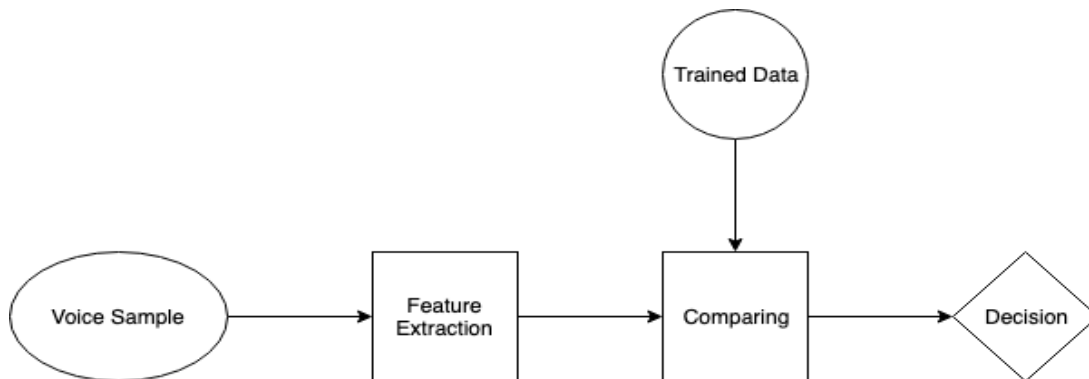 Trained Data
Voice Sample
Feature
Extraction
Comparing
Decision